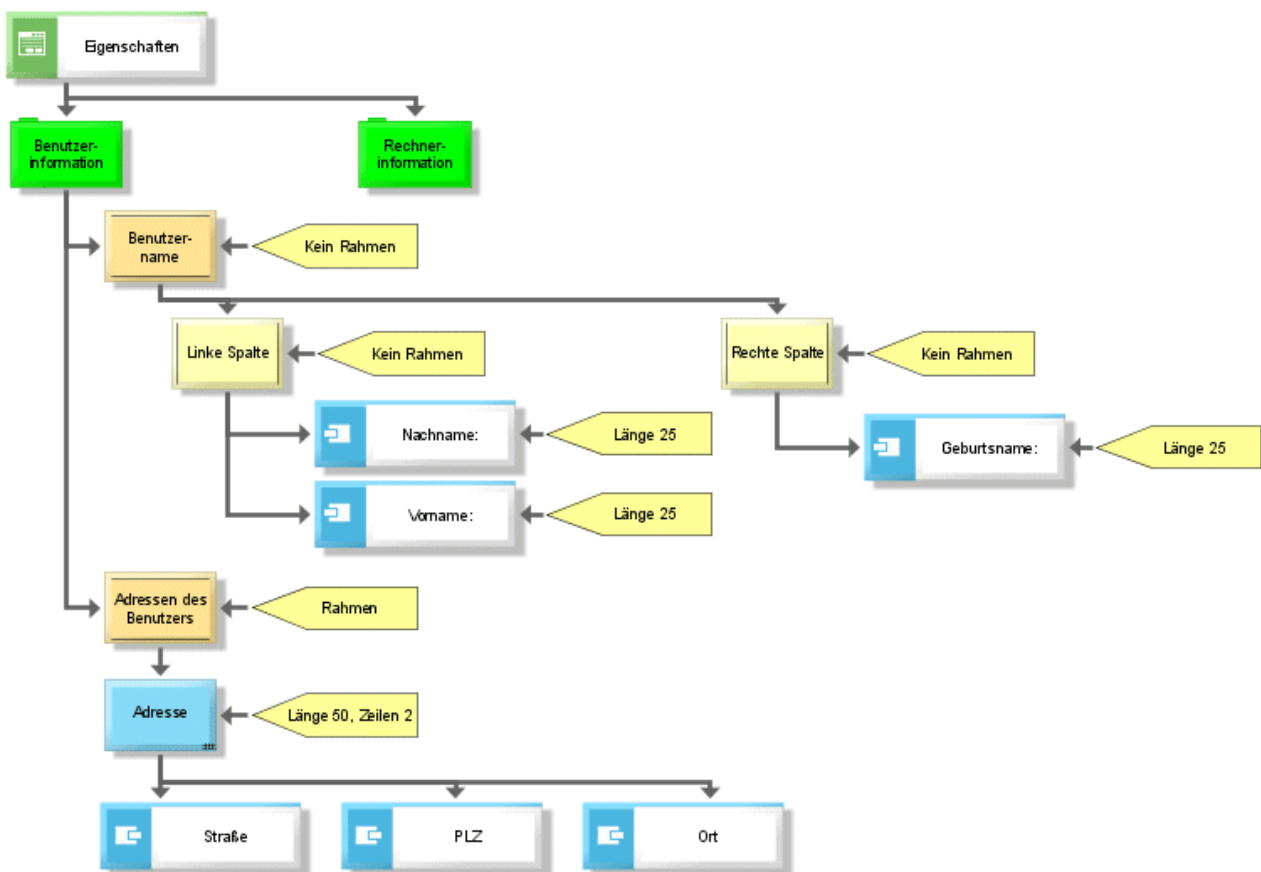 Eigenschaften
Benutzer-
information
Rechner-
information
Benutzer-
name
Kein Rahmen
Linke Spalte
Kein Rahmen
Rechte Spalte
Kein Rahmen
Nachname:
Länge 25
Geburtsname:
Länge 25
Vorname:
Länge 25
Adressen des
Benutzers
Rahmen
Adresse
Länge 50, Zeilen 2
Straße
PLZ
Ort